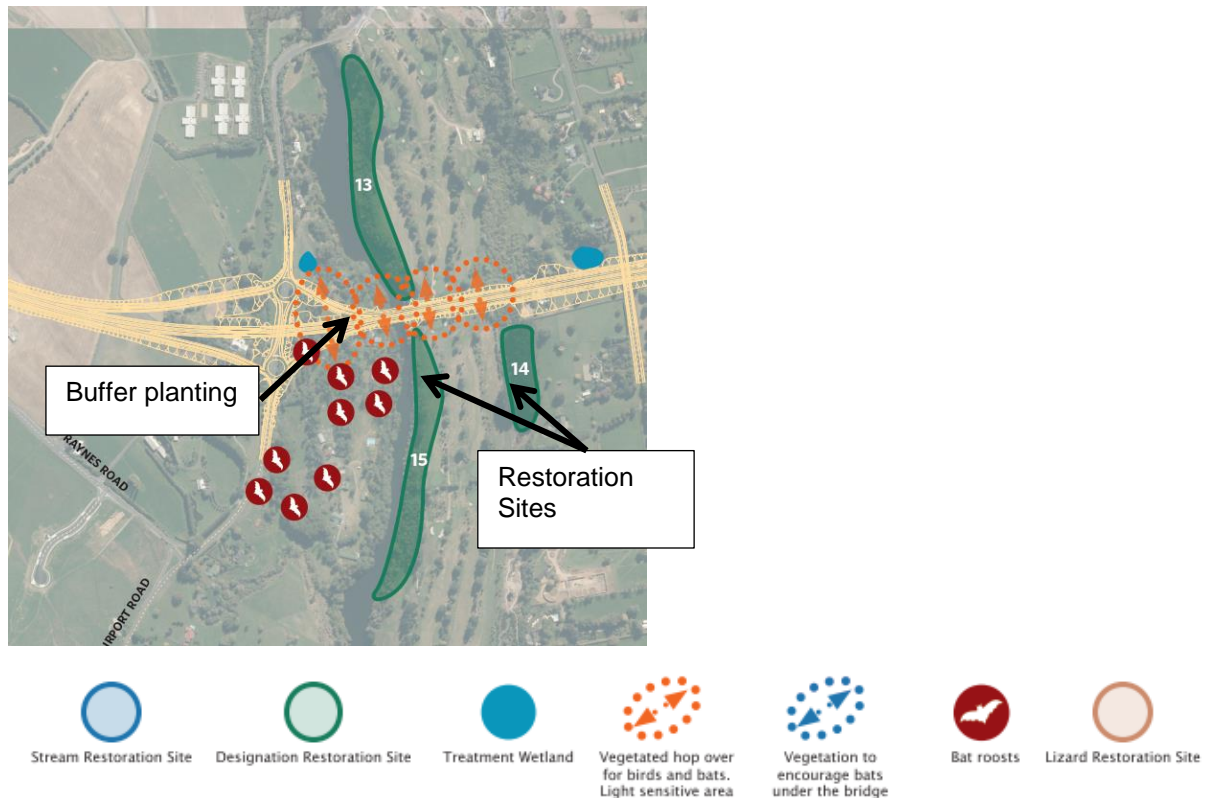 13
Buffer planting
14
RAYNES ROAD
15
Restoration
Sites
IRPORT ROAD
Stream Restoration Site
Designation Restoration Site
Treatment Wetland
Vegetated hop over
for birds and bats.
Light sensitive area
Vegetation to
encourage bats
under the bridge
Bat roosts
Lizard Restoration Site